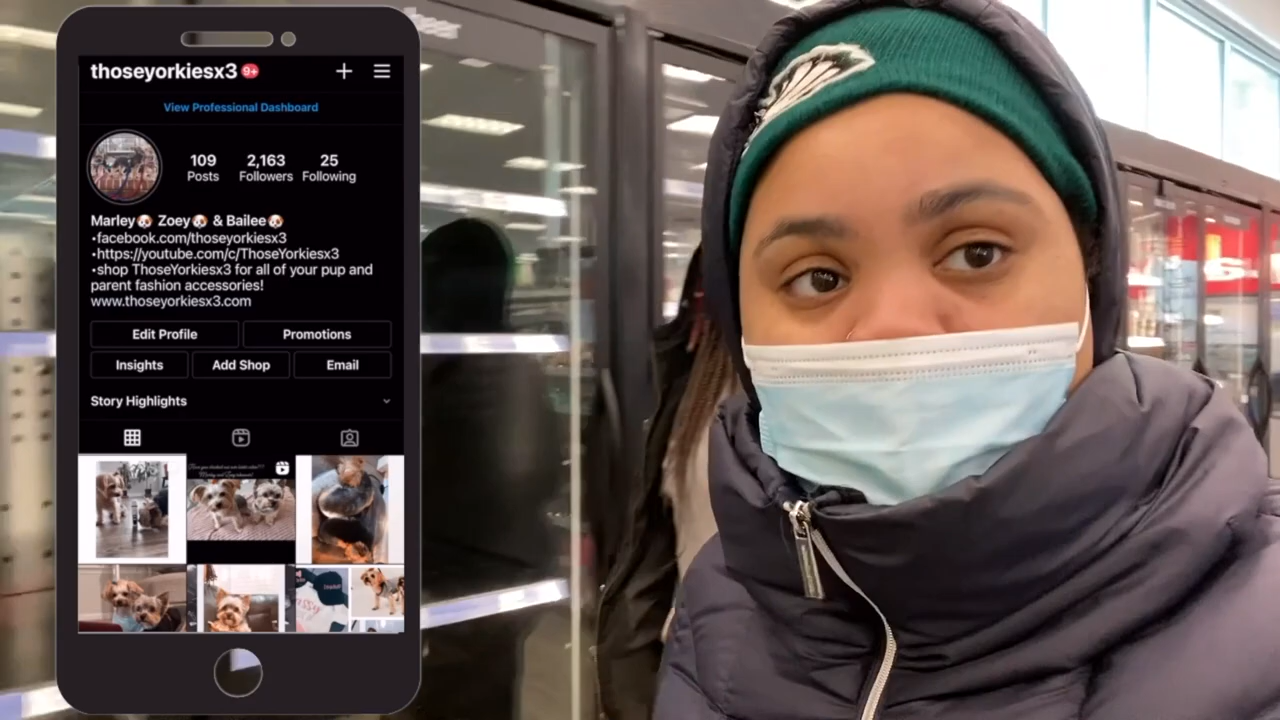 thoseyorkiesx3 9+
View Professional Dashboard
109 2,163 25
Posts Followers Following
Marley🐶 Zoey🐶 & Bailee🐶
•facebook.com/thoseyorkiesx3
•https://youtube.com/c/ThoseYorkiesx3
•shop ThoseYorkiesx3 for all of your pup and
parent fashion accessories!
www.thoseyorkiesx3.com
Edit Profile Promotions
Insights Add Shop Email
Story Highlights
beer